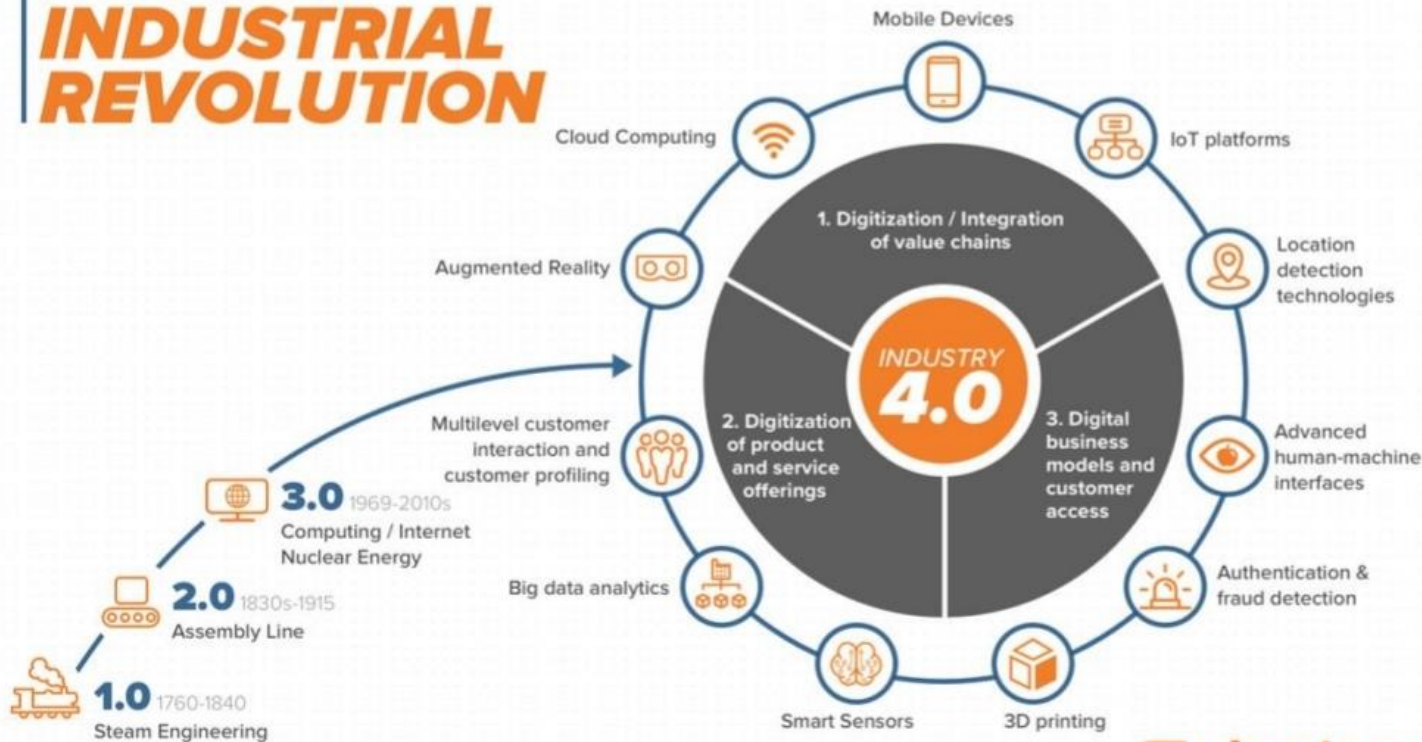 INDUSTRIAL
REVOLUTION
Mobile Devices
Cloud Computing
IoT platforms
Augmented Reality
Location
detection
technologies
Multilevel customer
interaction and
customer profiling
Advanced
human-machine
interfaces
Big data analytics
Authentication &
fraud detection
Smart Sensors
3D printing
1. Digitization / Integration
of value chains
2. Digitization
of product
and service
offerings
3. Digital
business
models and
customer
access
INDUSTRY
4.0
3.0 1969-2010s
Computing / Internet
Nuclear Energy
2.0 1830s-1915
Assembly Line
1.0 1760-1840
Steam Engineering